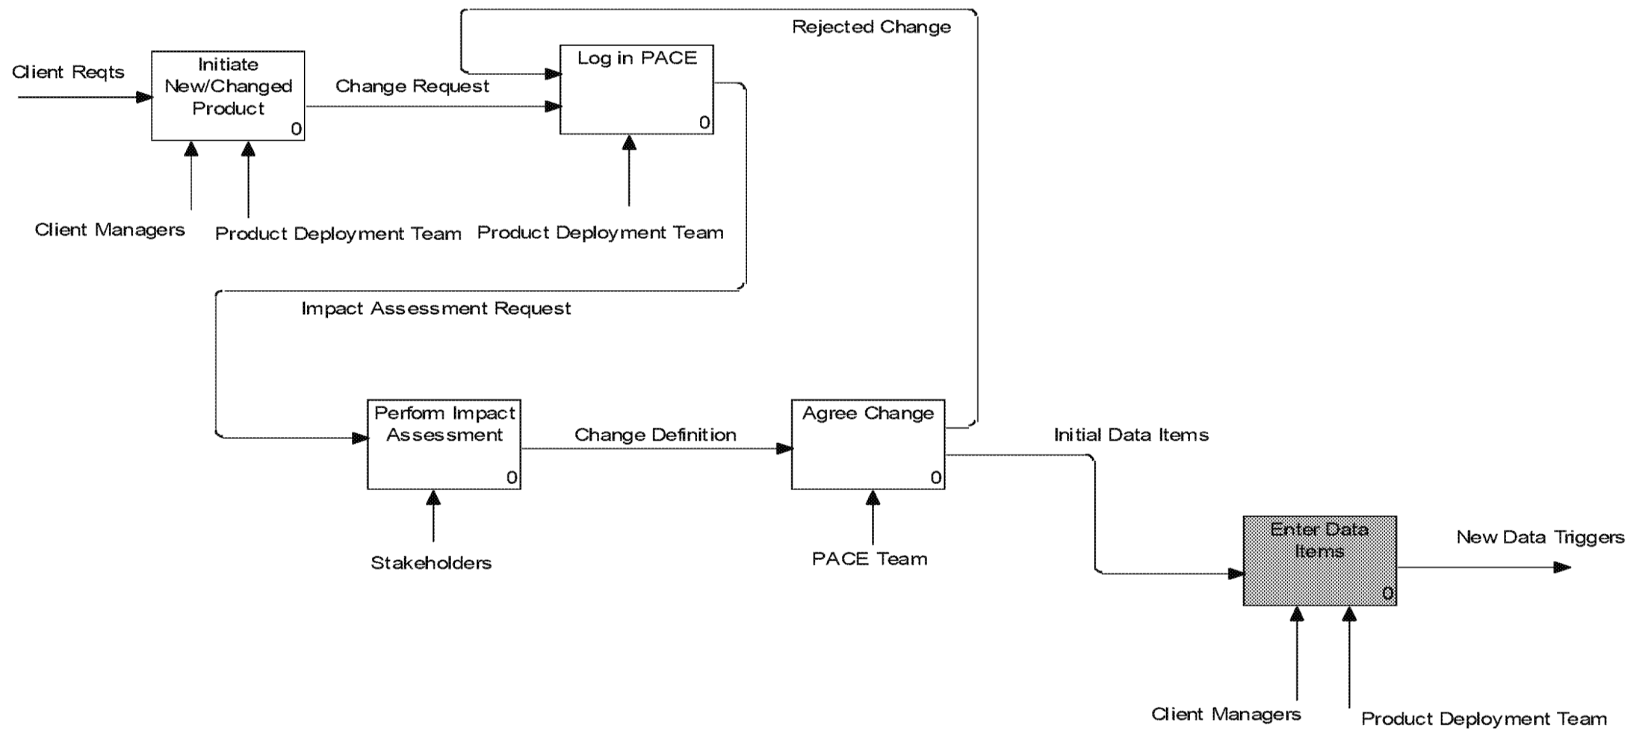 Rejected Change
Client Reqts
Initiate
New/Changed
Product
0
Change Request
Log in PACE
0
Client Managers
Product Deployment Team
Product Deployment Team
Impact Assessment Request
Perform Impact
Assessment
0
Change Definition
Agree Change
0
Initial Data Items
Stakeholders
PACE Team
Enter Data
Items
0
New Data Triggers
Client Managers
Product Deployment Team